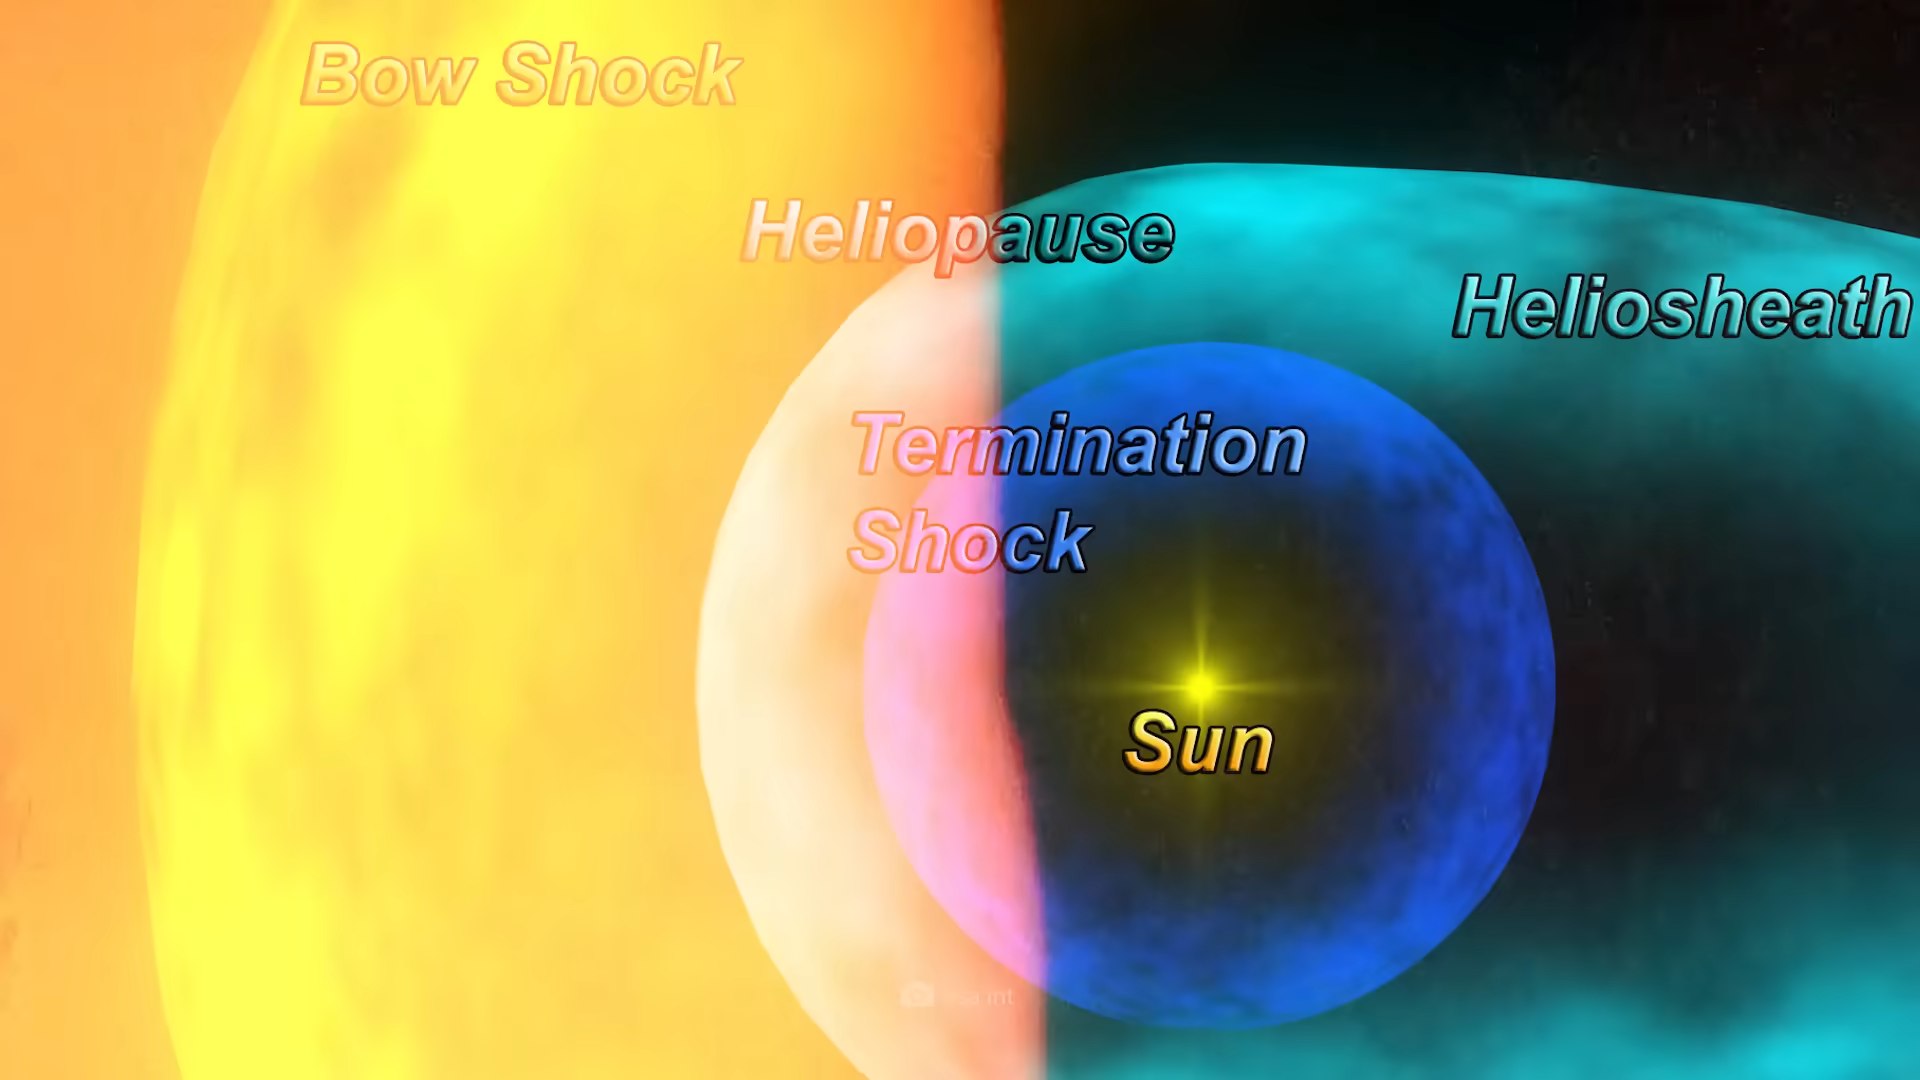 Bow Shock
Heliopause
Heliosheath
Termination
Shock
Sun